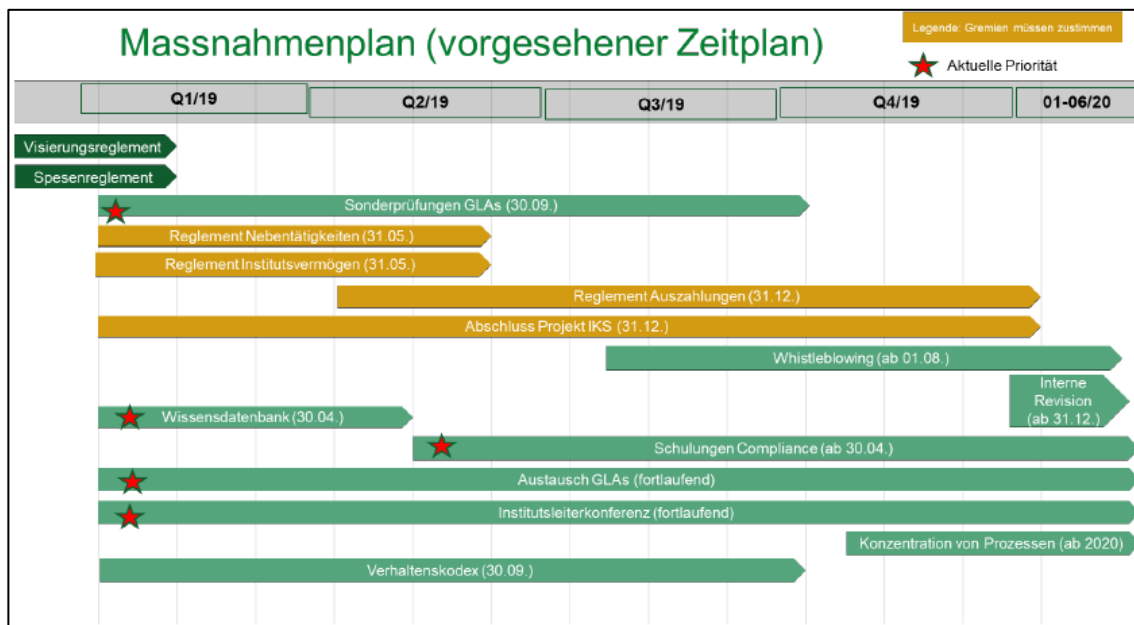 Massnahmenplan (vorgesehener Zeitplan)
Legende: Gremien müssen zustimmen
Aktuelle Priorität
Q1/19
Q2/19
Q3/19
Q4/19
01-06/20
Visierungsreglement
Spesenreglement
Sonderprüfungen GLAs (30.09.)
Reglement Nebentätigkeiten (31.05.)
Reglement Institutsvermögen (31.05.)
Reglement Auszahlungen (31.12.)
Abschluss Projekt IKS (31.12.)
Whistleblowing (ab 01.08.)
Interne
Revision
(ab 31.12.)
Wissensdatenbank (30.04.)
Schulungen Compliance (ab 30.04.)
Austausch GLAs (fortlaufend)
Institutsleiterkonferenz (fortlaufend)
Konzentration von Prozessen (ab 2020)
Verhaltenskodex (30.09.)